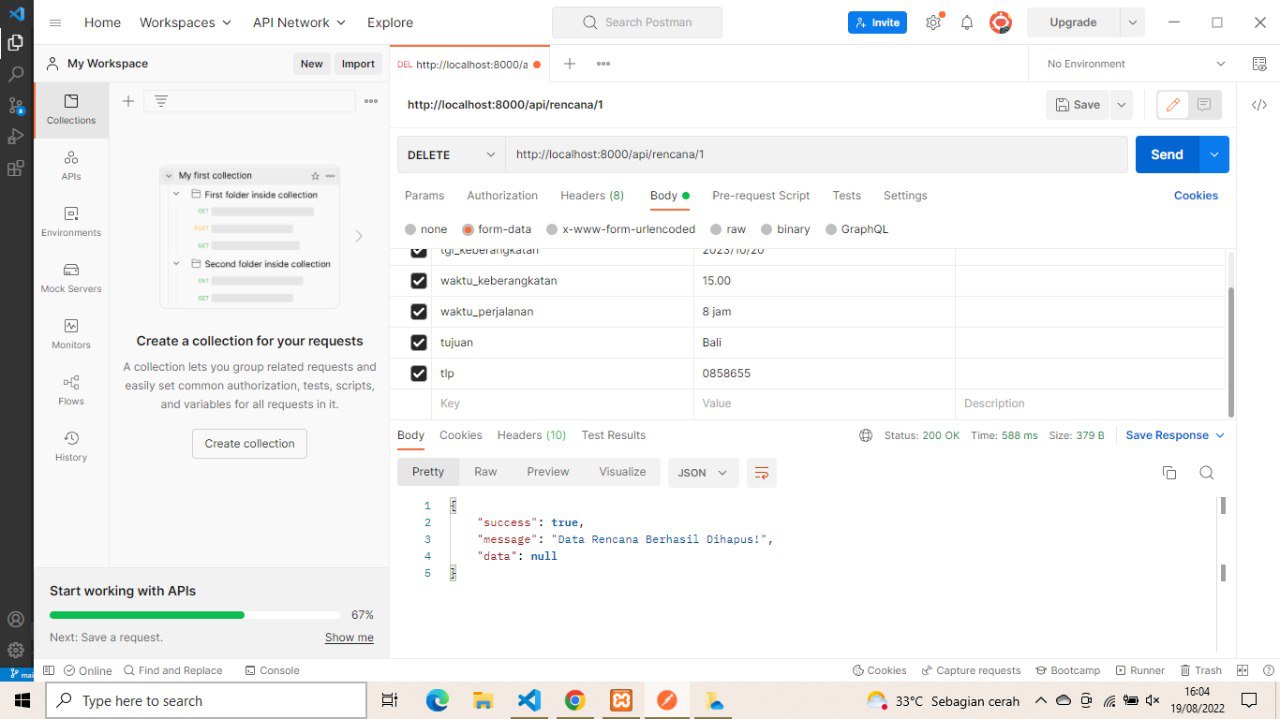 Home Workspaces API Network Explore Search Postman Invite Upgrade
My Workspace New Import DEL http://localhost:8000/a No Environment
Collections
APIs
Environments
Mock Servers
Monitors
Flows
History
My first collection
First folder inside collection
GET
POST
GET
Second folder inside collection
GET
GET
Create a collection for your requests
A collection lets you group related requests and
easily set common authorization, tests, scripts,
and variables for all requests in it.
Create collection
Start working with APIs
67%
Next: Save a request. Show me
http://localhost:8000/api/rencana/1 Save
DELETE http://localhost:8000/api/rencana/1 Send
Params Authorization Headers (8) Body Pre-request Script Tests Settings Cookies
none form-data x-www-form-urlencoded raw binary GraphQL
tgl_keberangkatan 2023/10/20
waktu_keberangkatan 15.00
waktu_perjalanan 8 jam
tujuan Bali
tlp 0858655
Key Value Description
Body Cookies Headers (10) Test Results Status: 200 OK Time: 588 ms Size: 379 B Save Response
Pretty Raw Preview Visualize JSON
1 {
2 "success": true,
3 "message": "Data Rencana Berhasil Dihapus!",
4 "data": null
5 }
main Online Find and Replace Console Cookies Capture requests Bootcamp Runner Trash
Type here to search 33°C Sebagian cerah 16:04
19/08/2022